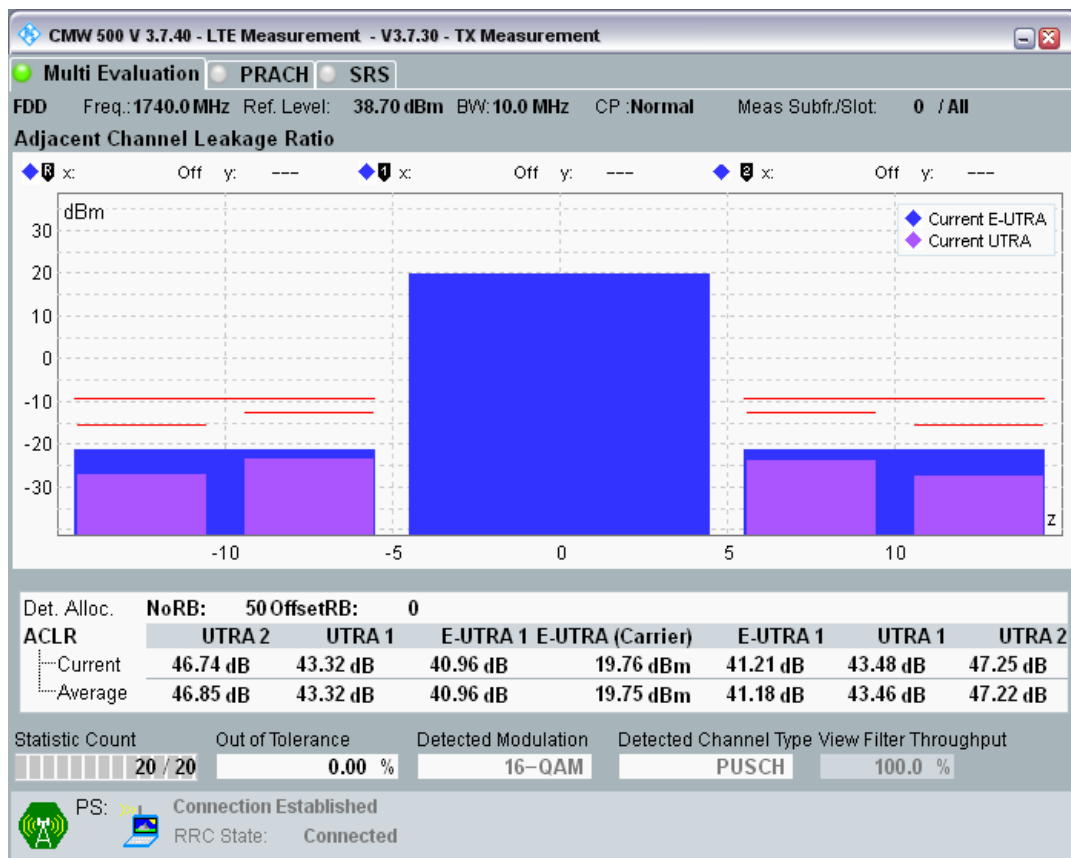 CMW 500 V 3.7.40 - LTE Measurement - V3.7.30 - TX Measurement
Multi Evaluation PRACH SRS
FDD Freq.: 1740.0 MHz Ref. Level: 38.70 dBm BW: 10.0 MHz CP :Normal Meas Subfr./Slot: 0 / All
Adjacent Channel Leakage Ratio
R x: Off y: --- 1 x: Off y: --- 2 x: Off y: ---
dBm
Current E-UTRA
Current UTRA
30
20
10
0
-10
-20
-30
z
-10 -5 0 5 10
Det. Alloc. NoRB: 50 OffsetRB: 0
ACLR UTRA 2 UTRA 1 E-UTRA 1 E-UTRA (Carrier) E-UTRA 1 UTRA 1 UTRA 2
Current 46.74 dB 43.32 dB 40.96 dB 19.76 dBm 41.21 dB 43.48 dB 47.25 dB
Average 46.85 dB 43.32 dB 40.96 dB 19.75 dBm 41.18 dB 43.46 dB 47.22 dB
Statistic Count Out of Tolerance Detected Modulation Detected Channel Type View Filter Throughput
20 / 20 0.00 % 16-QAM PUSCH 100.0 %
PS: Connection Established
RRC State: Connected